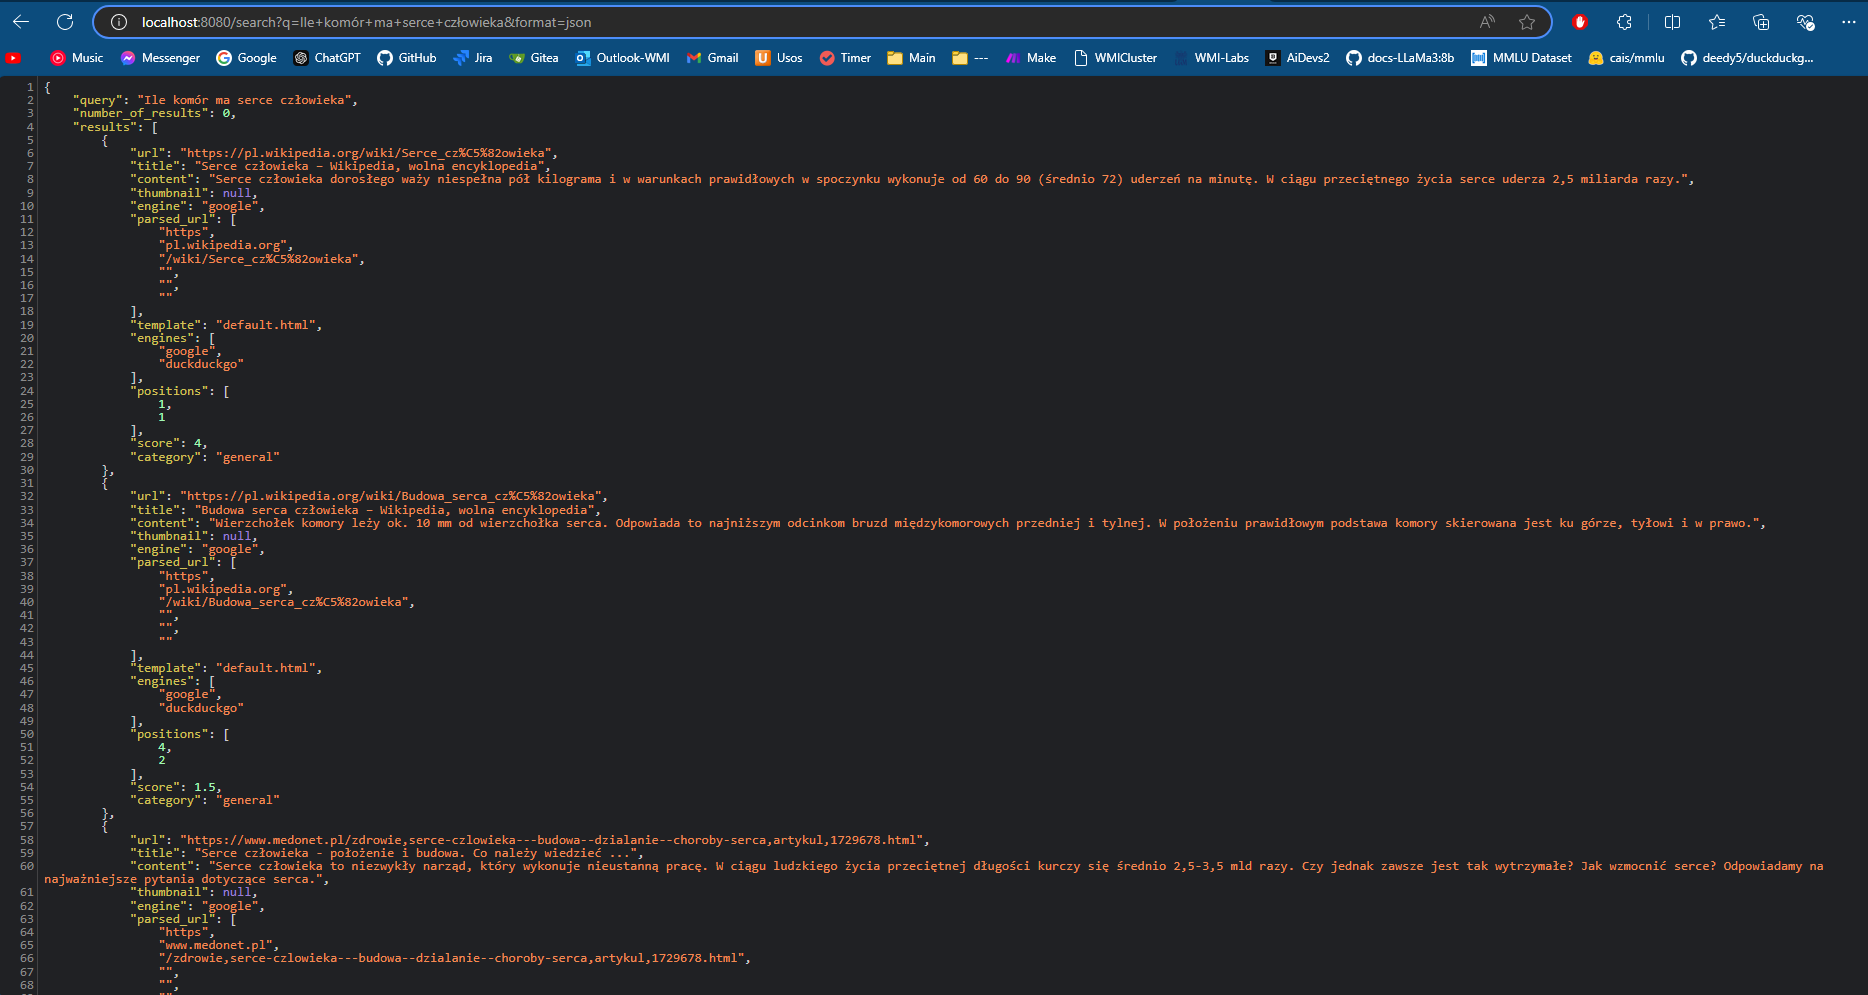 localhost:8080/search?q=Ile+komór+ma+serce+człowieka&format=json
Music Messenger Google ChatGPT GitHub Jira Gitea Outlook-WMI Gmail Usos Timer Main --- Make WMICluster WMI-Labs AiDevs2 docs-LLaMa3:8b MMLU Dataset cais/mmlu deedy5/duckduckg...
1 {
2 "query": "Ile komór ma serce człowieka",
3 "number_of_results": 0,
4 "results": [
5 {
6 "url": "https://pl.wikipedia.org/wiki/Serce_cz%C5%82owieka",
7 "title": "Serce człowieka – Wikipedia, wolna encyklopedia",
8 "content": "Serce człowieka dorosłego waży niespełna pół kilograma i w warunkach prawidłowych w spoczynku wykonuje od 60 do 90 (średnio 72) uderzeń na minutę. W ciągu przeciętnego życia serce uderza 2,5 miliarda razy.",
9 "thumbnail": null,
10 "engine": "google",
11 "parsed_url": [
12 "https",
13 "pl.wikipedia.org",
14 "/wiki/Serce_cz%C5%82owieka",
15 "",
16 "",
17 ""
18 ],
19 "template": "default.html",
20 "engines": [
21 "google",
22 "duckduckgo"
23 ],
24 "positions": [
25 1,
26 1
27 ],
28 "score": 4,
29 "category": "general"
30 },
31 {
32 "url": "https://pl.wikipedia.org/wiki/Budowa_serca_cz%C5%82owieka",
33 "title": "Budowa serca człowieka – Wikipedia, wolna encyklopedia",
34 "content": "Wierzchołek komory leży ok. 10 mm od wierzchołka serca. Odpowiada to najniższym odcinkom bruzd międzykomorowych przedniej i tylnej. W położeniu prawidłowym podstawa komory skierowana jest ku górze, tyłowi i w prawo.",
35 "thumbnail": null,
36 "engine": "google",
37 "parsed_url": [
38 "https",
39 "pl.wikipedia.org",
40 "/wiki/Budowa_serca_cz%C5%82owieka",
41 "",
42 "",
43 ""
44 ],
45 "template": "default.html",
46 "engines": [
47 "google",
48 "duckduckgo"
49 ],
50 "positions": [
51 4,
52 2
53 ],
54 "score": 1.5,
55 "category": "general"
56 },
57 {
58 "url": "https://www.medonet.pl/zdrowie,serce-czlowieka---budowa--dzialanie--choroby-serca,artykul,1729678.html",
59 "title": "Serce człowieka - położenie i budowa. Co należy wiedzieć ...",
60 "content": "Serce człowieka to niezwykły narząd, który wykonuje nieustanną pracę. W ciągu ludzkiego życia przeciętnej długości kurczy się średnio 2,5-3,5 mld razy. Czy jednak zawsze jest tak wytrzymałe? Jak wzmocnić serce? Odpowiadamy na
najważniejsze pytania dotyczące serca.",
61 "thumbnail": null,
62 "engine": "google",
63 "parsed_url": [
64 "https",
65 "www.medonet.pl",
66 "/zdrowie,serce-czlowieka---budowa--dzialanie--choroby-serca,artykul,1729678.html",
67 "",
68 "",